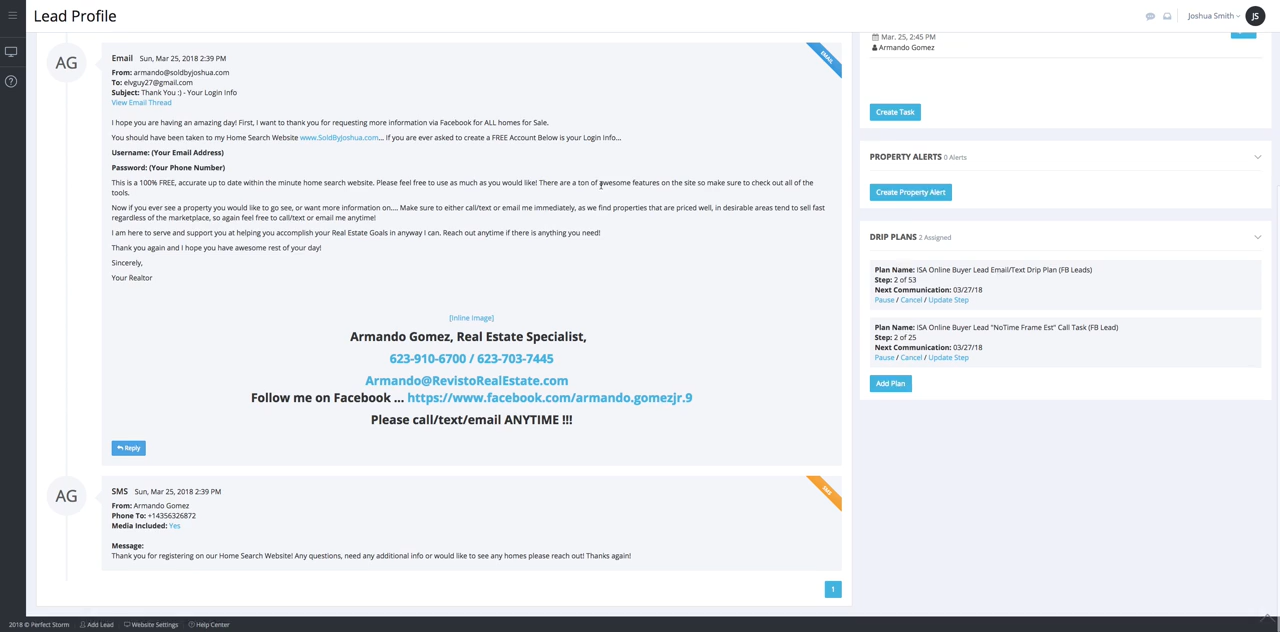 Lead Profile
Joshua Smith
JS
AG
Email Sun, Mar 25, 2018 2:39 PM
From: armando@soldbyjoshua.com
To: elvguy27@gmail.com
Subject: Thank You :) - Your Login Info
View Email Thread
EMAIL
I hope you are having an amazing day! First, I want to thank you for requesting more information via Facebook for ALL homes for Sale.
You should have been taken to my Home Search Website www.SoldByJoshua.com... If you are ever asked to create a FREE Account Below is your Login Info...
Username: (Your Email Address)
Password: (Your Phone Number)
This is a 100% FREE, accurate up to date within the minute home search website. Please feel free to use as much as you would like! There are a ton of awesome features on the site so make sure to check out all of the
tools.
Now if you ever see a property you would like to go see, or want more information on.... Make sure to either call/text or email me immediately, as we find properties that are priced well, in desirable areas tend to sell fast
regardless of the marketplace, so again feel free to call/text or email me anytime!
I am here to serve and support you at helping you accomplish your Real Estate Goals in anyway I can. Reach out anytime if there is anything you need!
Thank you again and I hope you have awesome rest of your day!
Sincerely,
Your Realtor
[Inline image]
Armando Gomez, Real Estate Specialist,
623-910-6700 / 623-703-7445
Armando@RevistoRealEstate.com
Follow me on Facebook ... https://www.facebook.com/armando.gomezjr.9
Please call/text/email ANYTIME !!!
Reply
AG
SMS Sun, Mar 25, 2018 2:39 PM
From: Armando Gomez
Phone To: +14356326872
Media Included: Yes
SMS
Message:
Thank you for registering on our Home Search Website! Any questions, need any additional info or would like to see any homes please reach out! Thanks again!
1
Mar. 25, 2:45 PM
Armando Gomez
Create Task
PROPERTY ALERTS 0 Alerts
Create Property Alert
DRIP PLANS 2 Assigned
Plan Name: ISA Online Buyer Lead Email/Text Drip Plan (FB Leads)
Step: 2 of 53
Next Communication: 03/27/18
Pause / Cancel / Update Step
Plan Name: ISA Online Buyer Lead "NoTime Frame Est" Call Task (FB Lead)
Step: 2 of 25
Next Communication: 03/27/18
Pause / Cancel / Update Step
Add Plan
2018 © Perfect Storm Add Lead Website Settings Help Center